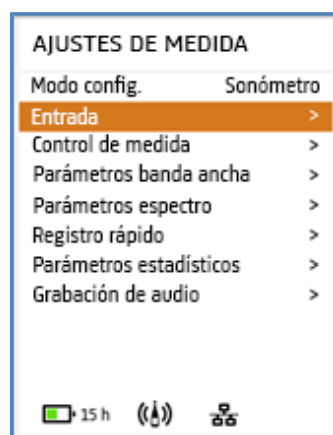 AJUSTES DE MEDIDA
Modo config. Sonómetro
Entrada >
Control de medida >
Parámetros banda ancha >
Parámetros espectro >
Registro rápido >
Parámetros estadísticos >
Grabación de audio >
15 h